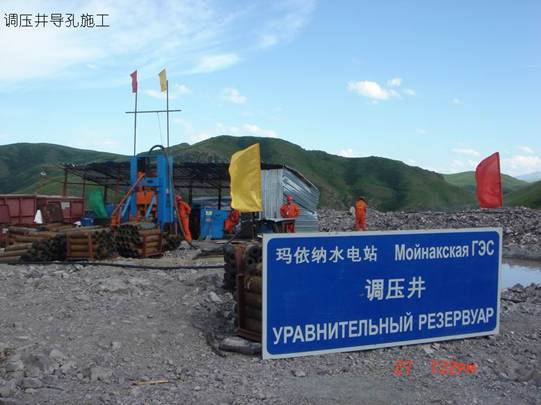 调压井导孔施工
玛依纳水电站 Мойнакская ГЭС
调压井
УРАВНИТЕЛЬНЫЙ РЕЗЕРВУАР